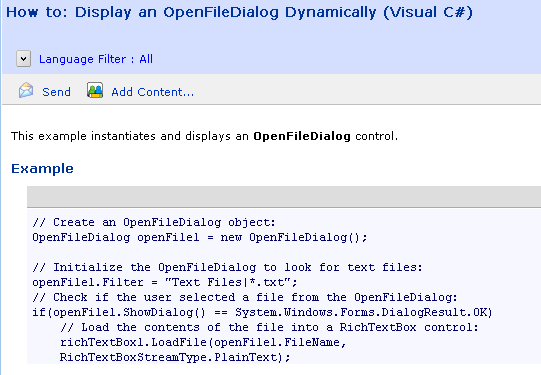 How to: Display an OpenFileDialog Dynamically (Visual C#)
Language Filter : All
Send Add Content...
This example instantiates and displays an OpenFileDialog control.
Example
// Create an OpenFileDialog object:
OpenFileDialog openFile1 = new OpenFileDialog();
// Initialize the OpenFileDialog to look for text files:
openFile1.Filter = "Text Files|*.txt";
// Check if the user selected a file from the OpenFileDialog:
if(openFile1.ShowDialog() == System.Windows.Forms.DialogResult.OK)
// Load the contents of the file into a RichTextBox control:
richTextBox1.LoadFile(openFile1.FileName,
RichTextBoxStreamType.PlainText);